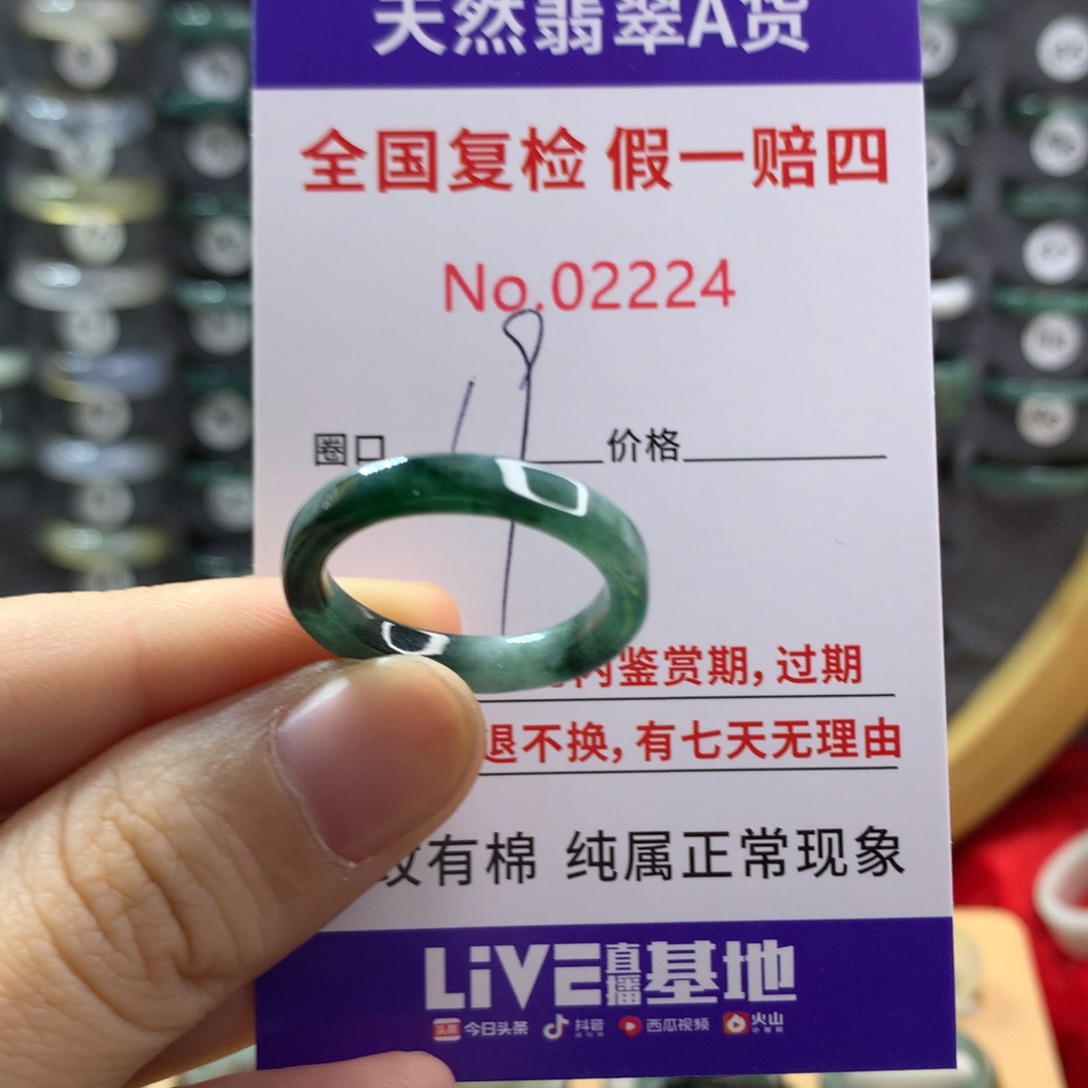 天然翡翠A货
全国复检 假一赔四
No.02224
圈口 19 价格
内鉴赏期,过期
退不换,有七天无理由
纹有棉 纯属正常现象
LiVE直播基地
头条 今日头条 抖音 西瓜视频 火山